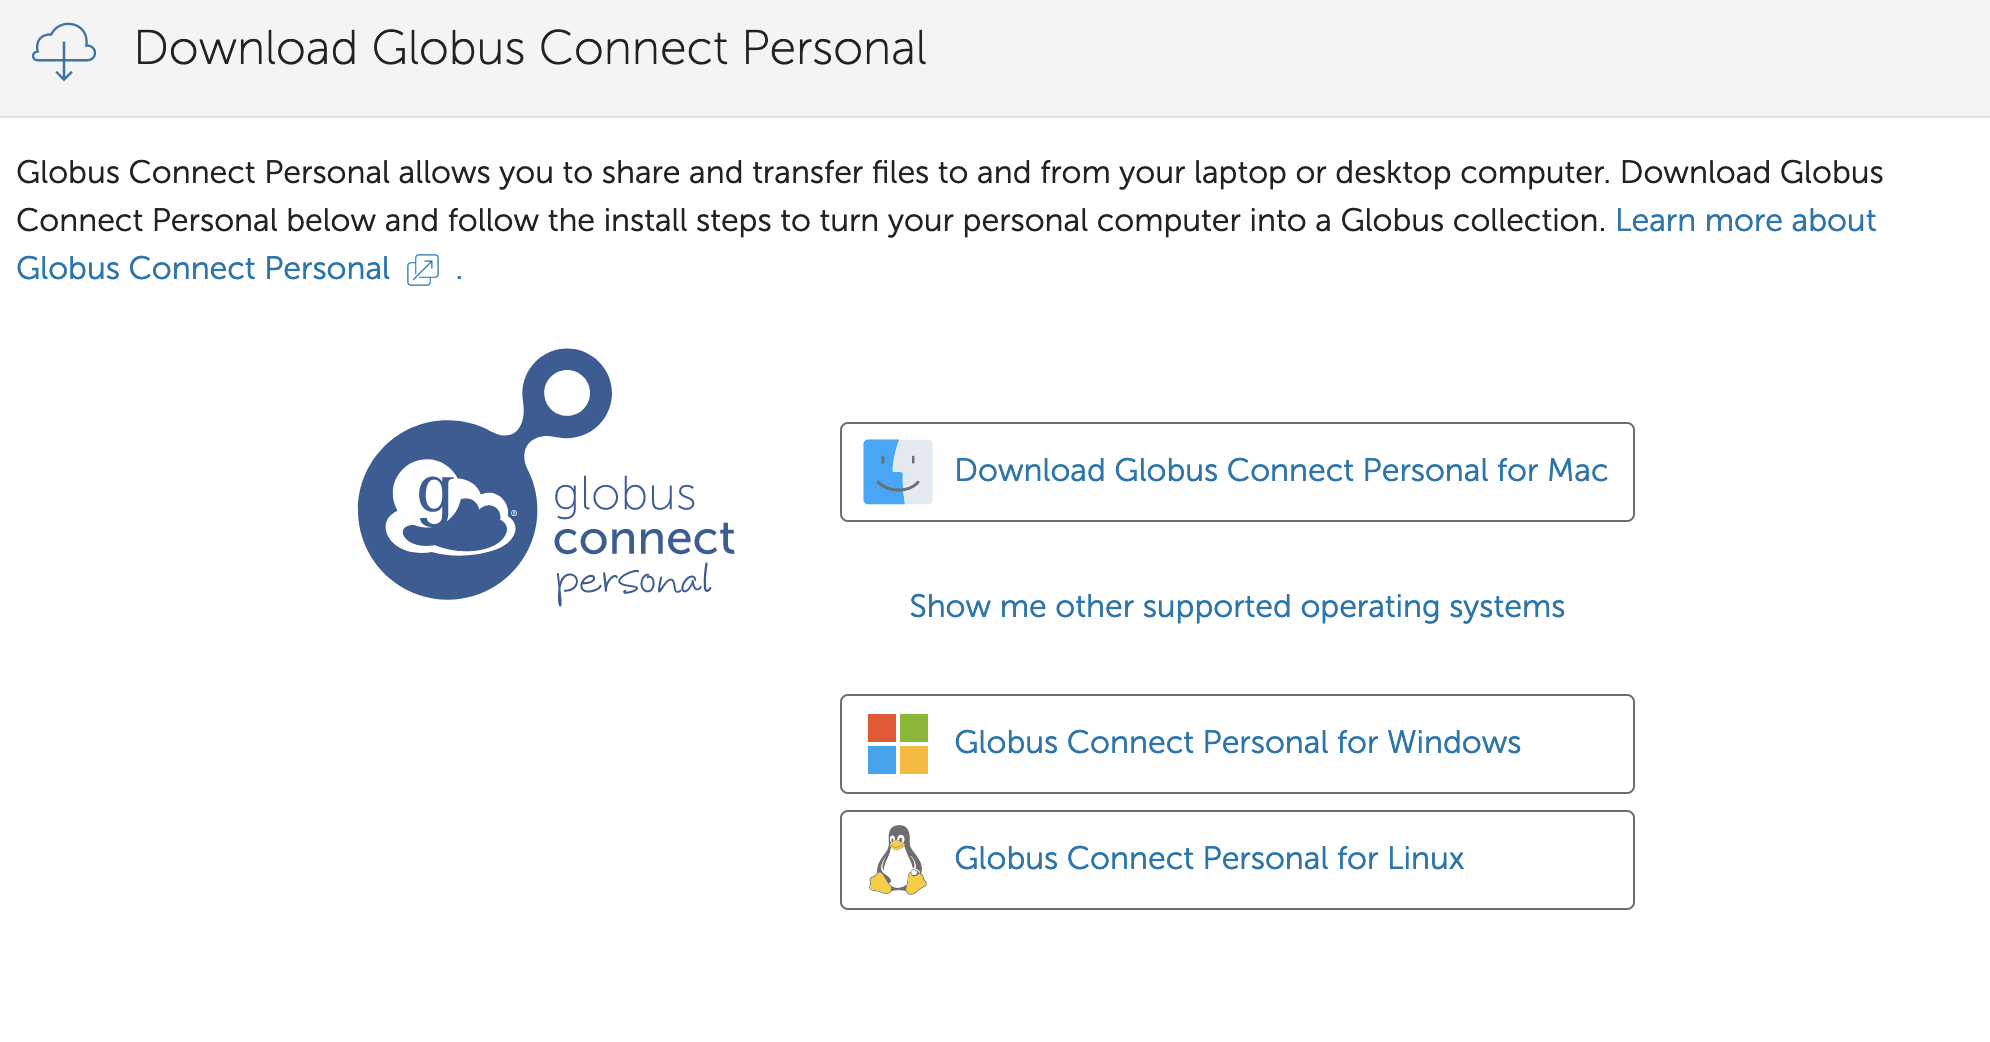 Download Globus Connect Personal
Globus Connect Personal allows you to share and transfer files to and from your laptop or desktop computer. Download Globus
Connect Personal below and follow the install steps to turn your personal computer into a Globus collection. Learn more about
Globus Connect Personal .
g
®
globus
connect
personal
Download Globus Connect Personal for Mac
Show me other supported operating systems
Globus Connect Personal for Windows
Globus Connect Personal for Linux